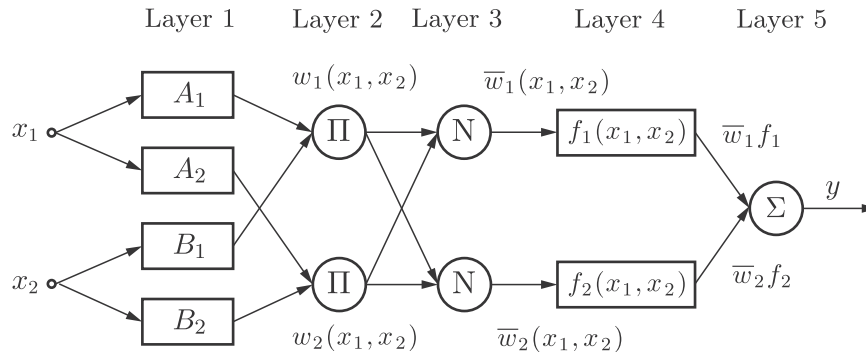 Layer 1 Layer 2 Layer 3 Layer 4 Layer 5
w₁(x₁, x₂) w̅₁(x₁, x₂)
A₁
x₁ Π N f₁(x₁, x₂) w̅₁f₁
A₂
Σ y
B₁
x₂ Π N f₂(x₁, x₂) w̅₂f₂
B₂
w₂(x₁, x₂) w̅₂(x₁, x₂)